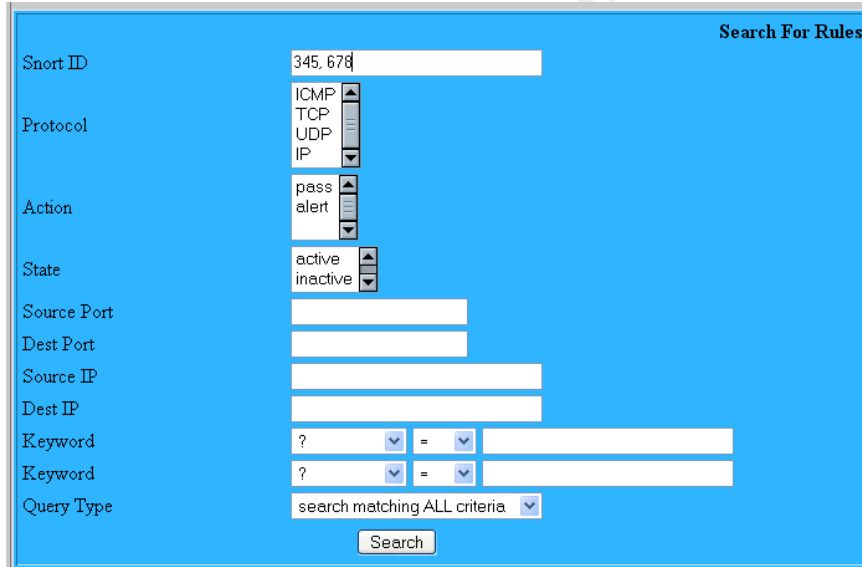 Search For Rules
Snort ID 345, 678
Protocol ICMP
TCP
UDP
IP
Action pass
alert
State active
inactive
Source Port
Dest Port
Source IP
Dest IP
Keyword ? =
Keyword ? =
Query Type search matching ALL criteria
Search